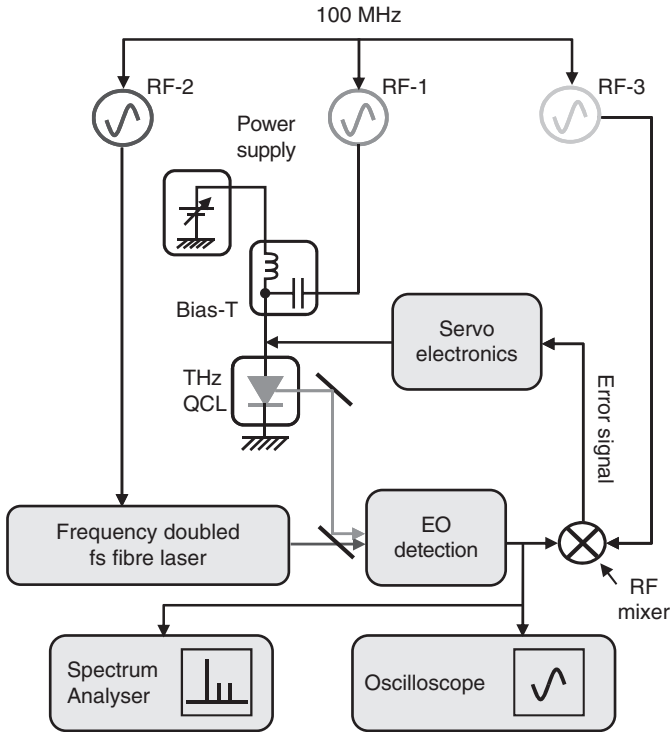 100 MHz
RF-2
RF-1
RF-3
Power
supply
Bias-T
Servo
electronics
THz
QCL
Error signal
Frequency doubled
fs fibre laser
EO
detection
RF
mixer
Spectrum
Analyser
Oscilloscope